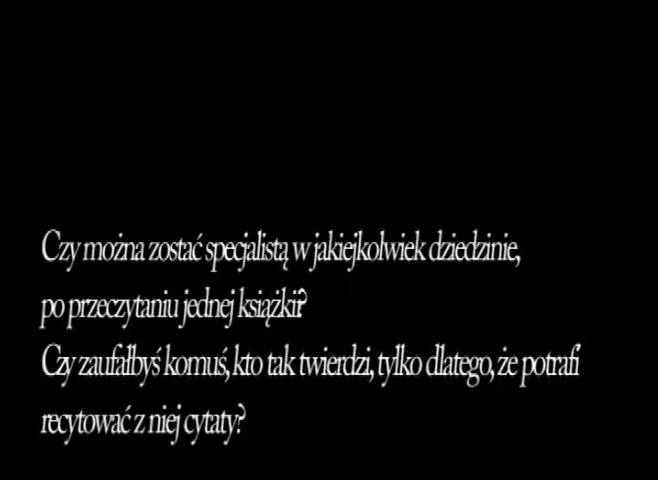 Czy można zostać specjalistą w jakiejkolwiek dziedzinie,
po przeczytaniu jednej książki?
Czy zaufałbyś komuś, kto tak twierdzi, tylko dlatego, że potrafi
recytować z niej cytaty?